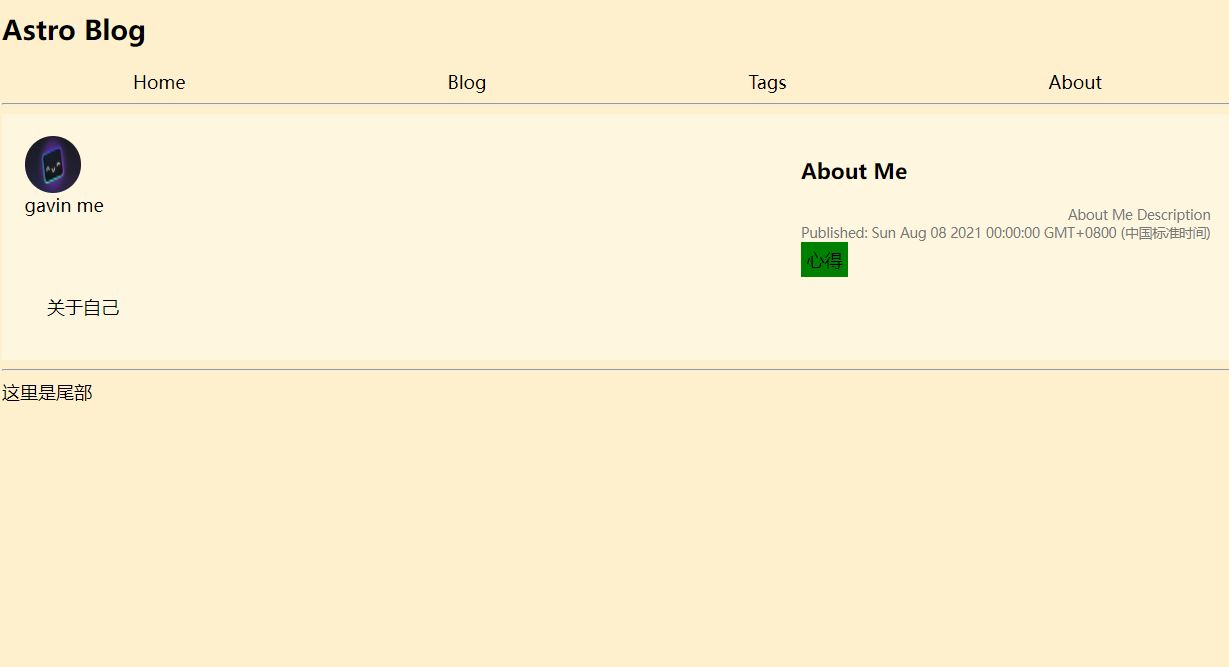 Astro Blog
Home Blog Tags About
gavin me
About Me
About Me Description
Published: Sun Aug 08 2021 00:00:00 GMT+0800 (中国标准时间)
心得
关于自己
这里是尾部